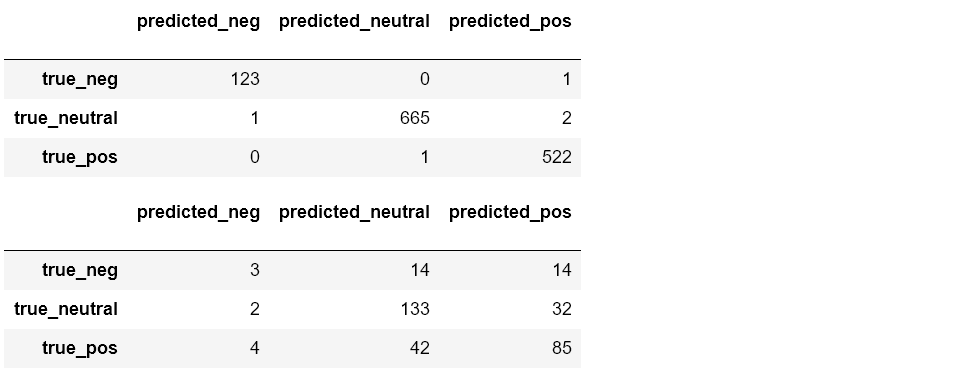 predicted_neg predicted_neutral predicted_pos
true_neg 123 0 1
true_neutral 1 665 2
true_pos 0 1 522
predicted_neg predicted_neutral predicted_pos
true_neg 3 14 14
true_neutral 2 133 32
true_pos 4 42 85